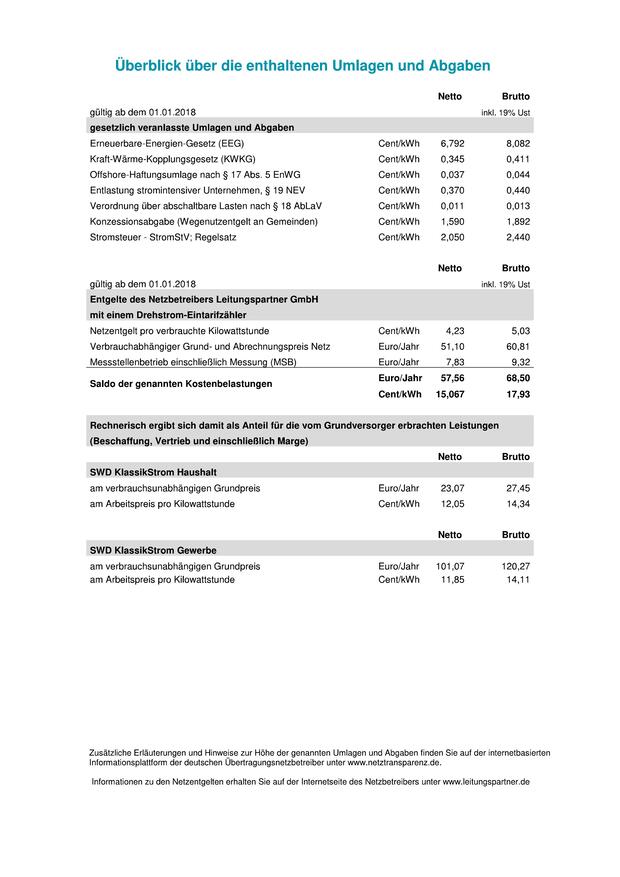 Überblick über die enthaltenen Umlagen und Abgaben
Netto Brutto
gültig ab dem 01.01.2018 inkl. 19% Ust
gesetzlich veranlasste Umlagen und Abgaben
Erneuerbare-Energien-Gesetz (EEG) Cent/kWh 6,792 8,082
Kraft-Wärme-Kopplungsgesetz (KWKG) Cent/kWh 0,345 0,411
Offshore-Haftungsumlage nach § 17 Abs. 5 EnWG Cent/kWh 0,037 0,044
Entlastung stromintensiver Unternehmen, § 19 NEV Cent/kWh 0,370 0,440
Verordnung über abschaltbare Lasten nach § 18 AbLaV Cent/kWh 0,011 0,013
Konzessionsabgabe (Wegenutzentgelt an Gemeinden) Cent/kWh 1,590 1,892
Stromsteuer - StromStV; Regelsatz Cent/kWh 2,050 2,440
Netto Brutto
gültig ab dem 01.01.2018 inkl. 19% Ust
Entgelte des Netzbetreibers Leitungspartner GmbH
mit einem Drehstrom-Eintarifzähler
Netzentgelt pro verbrauchte Kilowattstunde Cent/kWh 4,23 5,03
Verbrauchabhängiger Grund- und Abrechnungspreis Netz Euro/Jahr 51,10 60,81
Messstellenbetrieb einschließlich Messung (MSB) Euro/Jahr 7,83 9,32
Saldo der genannten Kostenbelastungen Euro/Jahr 57,56 68,50
Cent/kWh 15,067 17,93
Rechnerisch ergibt sich damit als Anteil für die vom Grundversorger erbrachten Leistungen
(Beschaffung, Vertrieb und einschließlich Marge)
Netto Brutto
SWD KlassikStrom Haushalt
am verbrauchsunabhängigen Grundpreis Euro/Jahr 23,07 27,45
am Arbeitspreis pro Kilowattstunde Cent/kWh 12,05 14,34
Netto Brutto
SWD KlassikStrom Gewerbe
am verbrauchsunabhängigen Grundpreis Euro/Jahr 101,07 120,27
am Arbeitspreis pro Kilowattstunde Cent/kWh 11,85 14,11
Zusätzliche Erläuterungen und Hinweise zur Höhe der genannten Umlagen und Abgaben finden Sie auf der internetbasierten
Informationsplattform der deutschen Übertragungsnetzbetreiber unter www.netztransparenz.de.
Informationen zu den Netzentgelten erhalten Sie auf der Internetseite des Netzbetreibers unter www.leitungspartner.de